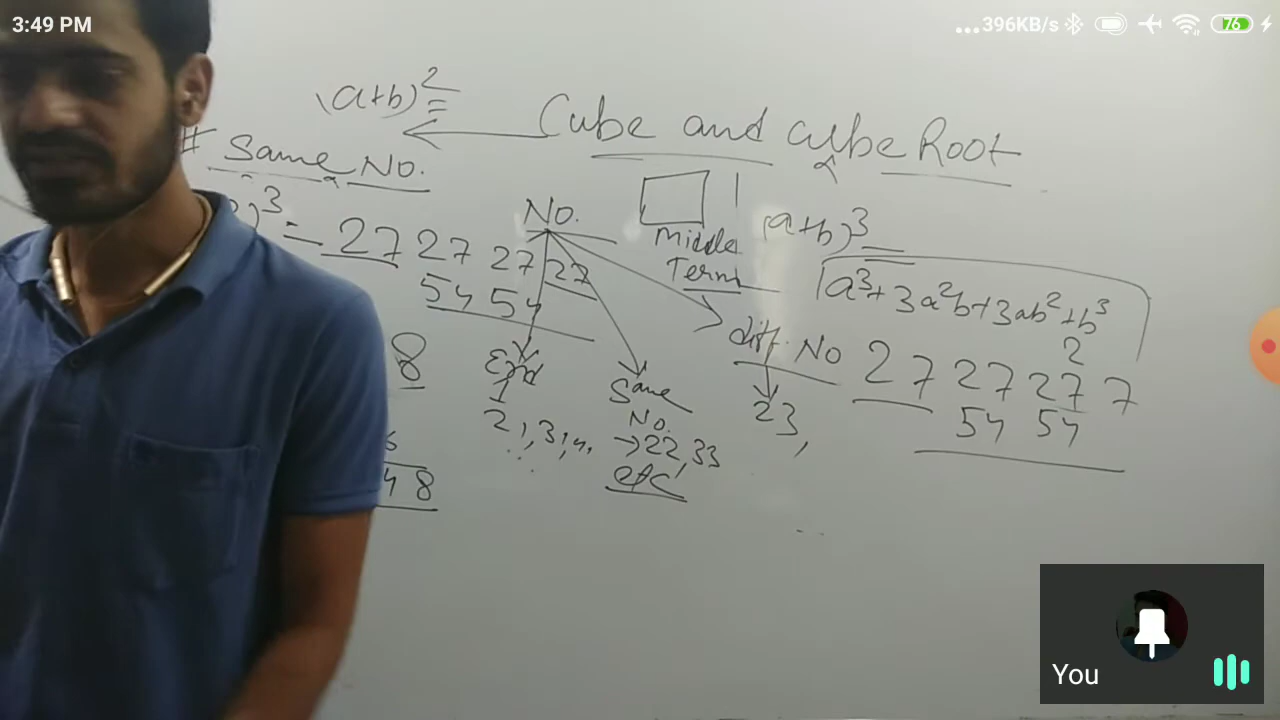 3:49 PM
...396KB/s
76
(a+b)² =
Cube and cube Root
# Same No.
)³ = 27 27 27 27
54 54
8
48
No.
Middle
Term
(a+b)³
a³+3a²b+3ab²+b³
End
1
2,3,4,
...
Same
No.
→22,33
etc
diff. No
23,
2
27 27 27 7
54 54
You